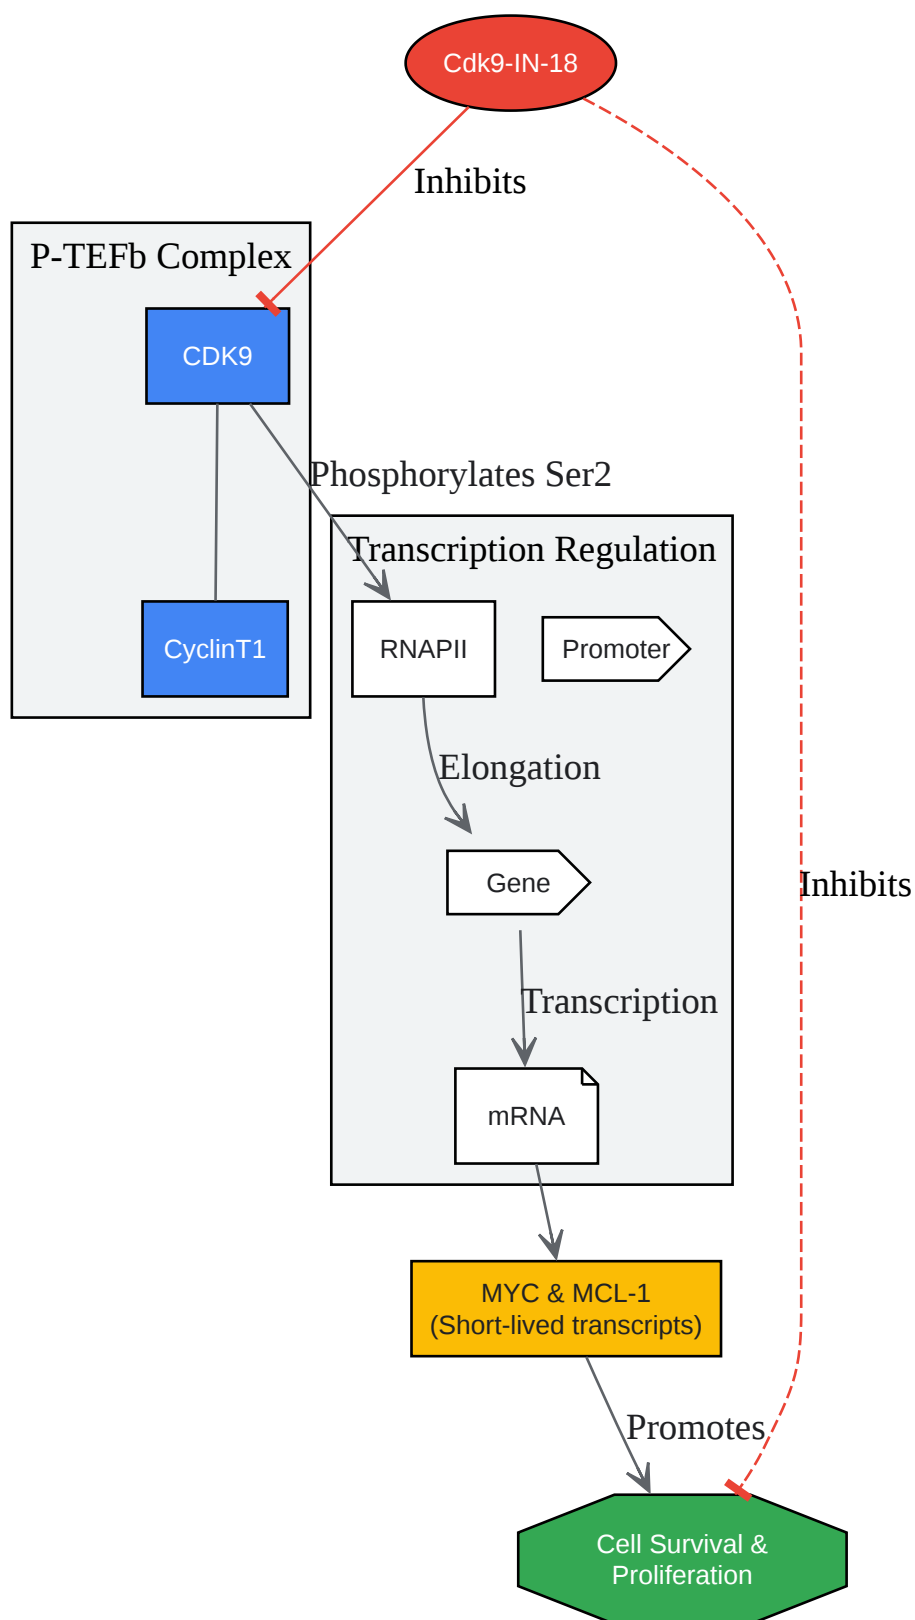 Cdk9-IN-18
Inhibits
P-TEFb Complex
CDK9
Phosphorylates Ser2
Transcription Regulation
CyclinT1
RNAPII
Promoter
Elongation
Gene
Inhibits
Transcription
mRNA
MYC & MCL-1
(Short-lived transcripts)
Promotes
Cell Survival &
Proliferation